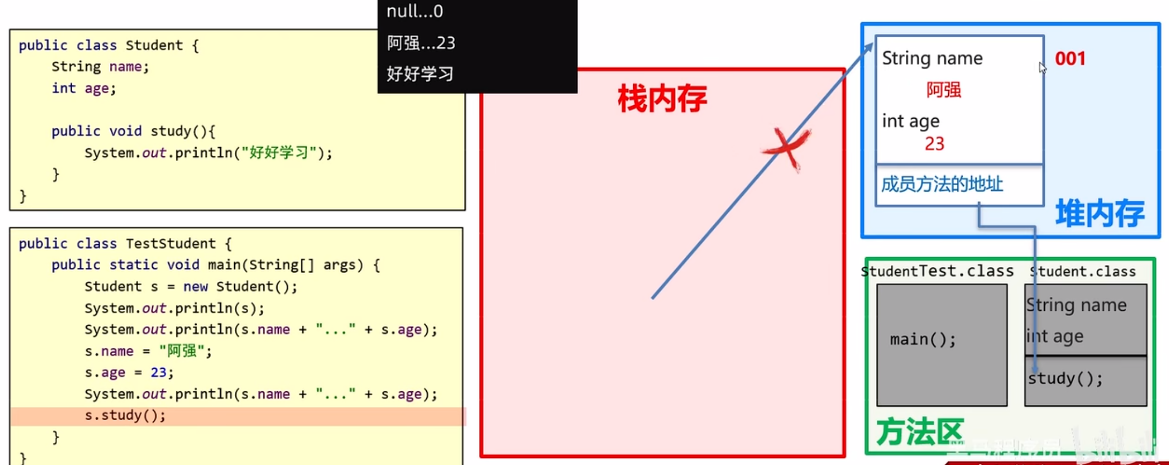 public class Student {
String name;
int age;
public void study(){
System.out.println("好好学习");
}
}
public class TestStudent {
public static void main(String[] args) {
Student s = new Student();
System.out.println(s);
System.out.println(s.name + "..." + s.age);
s.name = "阿强";
s.age = 23;
System.out.println(s.name + "..." + s.age);
s.study();
}
}
null...0
阿强...23
好好学习
栈内存
String name
001
阿强
int age
23
成员方法的地址
堆内存
StudentTest.class
Student.class
main();
String name
int age
study();
方法区